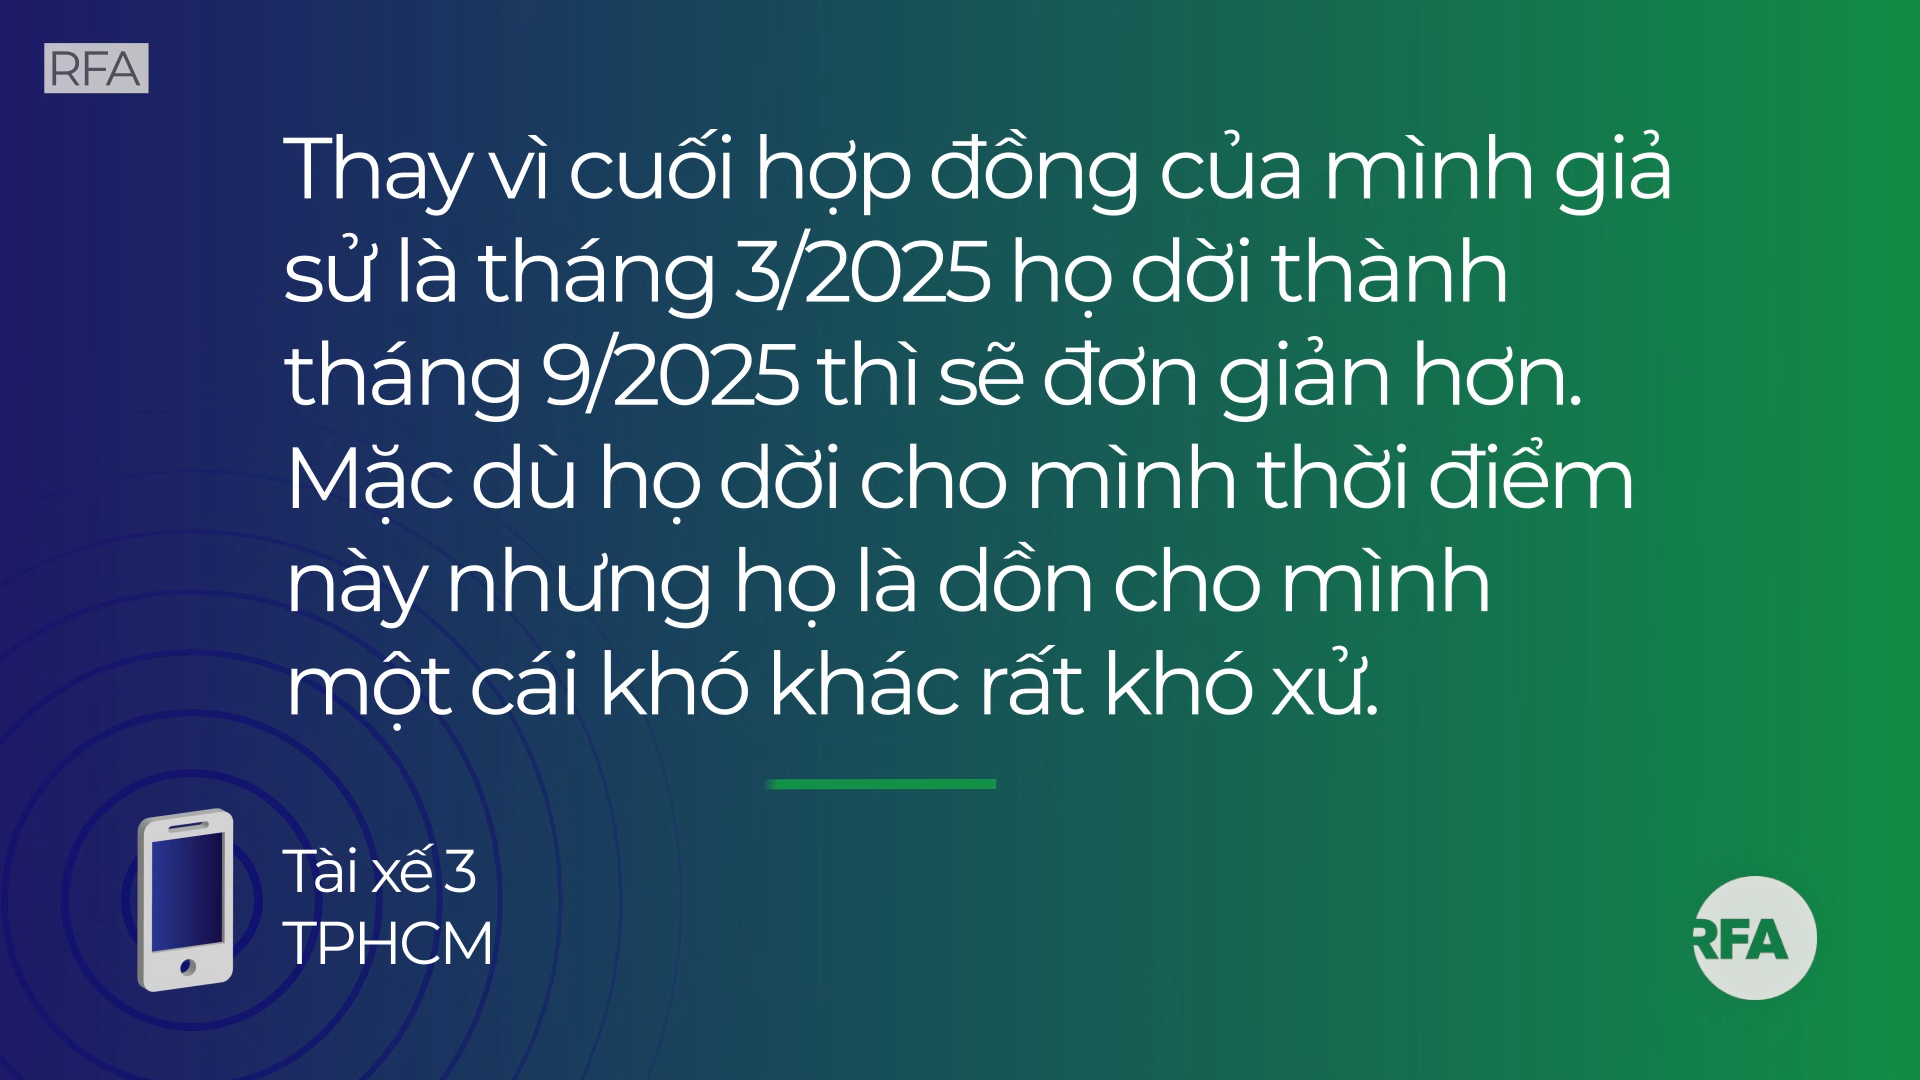 RFA
Thay vì cuối hợp đồng của mình giả
sử là tháng 3/2025 họ dời thành
tháng 9/2025 thì sẽ đơn giản hơn.
Mặc dù họ dời cho mình thời điểm
này nhưng họ là dồn cho mình
một cái khó khác rất khó xử.
Tài xế 3
TPHCM
RFA